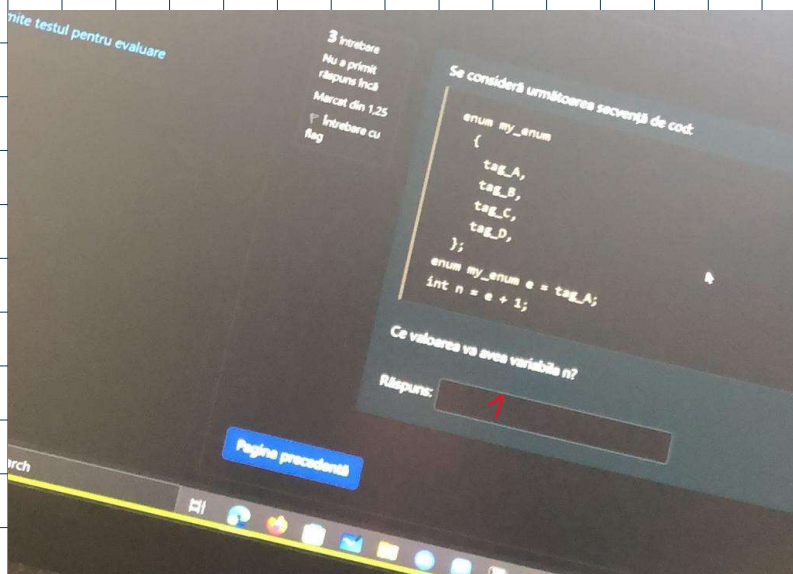 mite testul pentru evaluare
3 Întrebare
Nu a primit
răspuns încă
Marcat din 1,25
Întrebare cu
flag
Se consideră următoarea secvență de cod:
enum my_enum
{
tag_A,
tag_B,
tag_C,
tag_D,
};
enum my_enum e = tag_A;
int n = e + 1;
Ce valoarea va avea variabila n?
Răspuns:
1
Pagina precedentă
arch